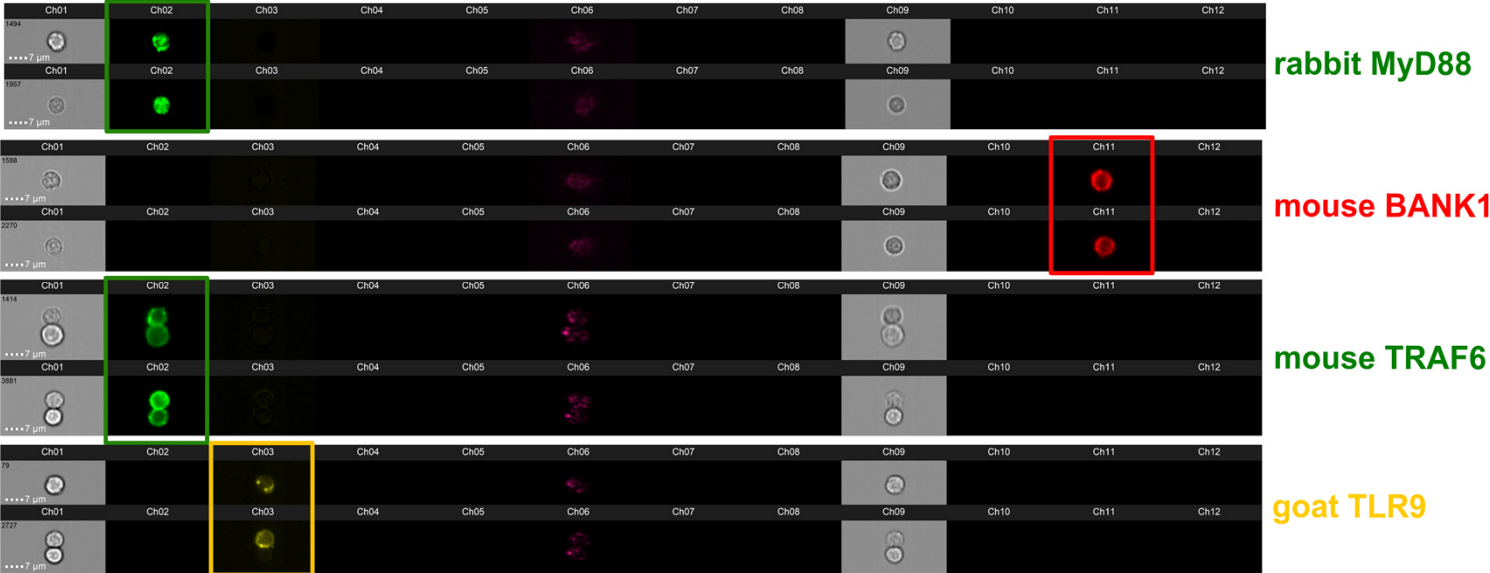 Ch01 Ch02 Ch03 Ch04 Ch05 Ch06 Ch07 Ch08 Ch09 Ch10 Ch11 Ch12
1494
7 µm
Ch01 Ch02 Ch03 Ch04 Ch05 Ch06 Ch07 Ch08 Ch09 Ch10 Ch11 Ch12
1957
7 µm
rabbit MyD88
Ch01 Ch02 Ch03 Ch04 Ch05 Ch06 Ch07 Ch08 Ch09 Ch10 Ch11 Ch12
1588
7 µm
Ch01 Ch02 Ch03 Ch04 Ch05 Ch06 Ch07 Ch08 Ch09 Ch10 Ch11 Ch12
2270
7 µm
mouse BANK1
Ch01 Ch02 Ch03 Ch04 Ch05 Ch06 Ch07 Ch08 Ch09 Ch10 Ch11 Ch12
1414
7 µm
Ch01 Ch02 Ch03 Ch04 Ch05 Ch06 Ch07 Ch08 Ch09 Ch10 Ch11 Ch12
3881
7 µm
mouse TRAF6
Ch01 Ch02 Ch03 Ch04 Ch05 Ch06 Ch07 Ch08 Ch09 Ch10 Ch11 Ch12
79
7 µm
Ch01 Ch02 Ch03 Ch04 Ch05 Ch06 Ch07 Ch08 Ch09 Ch10 Ch11 Ch12
2727
7 µm
goat TLR9